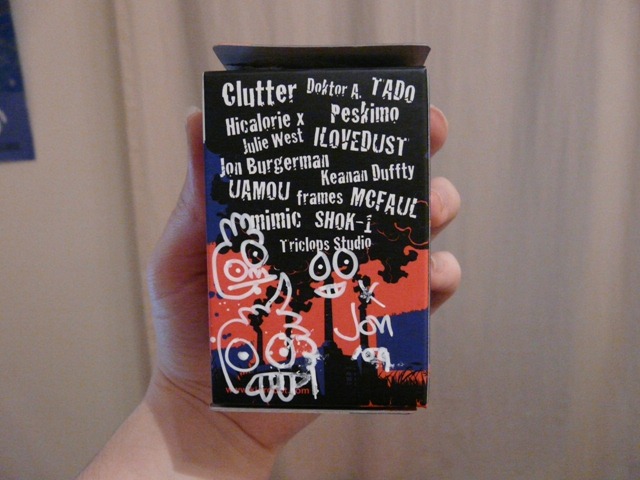 Clutter Doktor A. TADO
Hicalorie x Peskimo
Julie West ILOVEDUST
Jon Burgerman Keanan Duffty
UAMOU frames MCFAUL
mimic SHOK-1
Triclops Studio
x
Jon